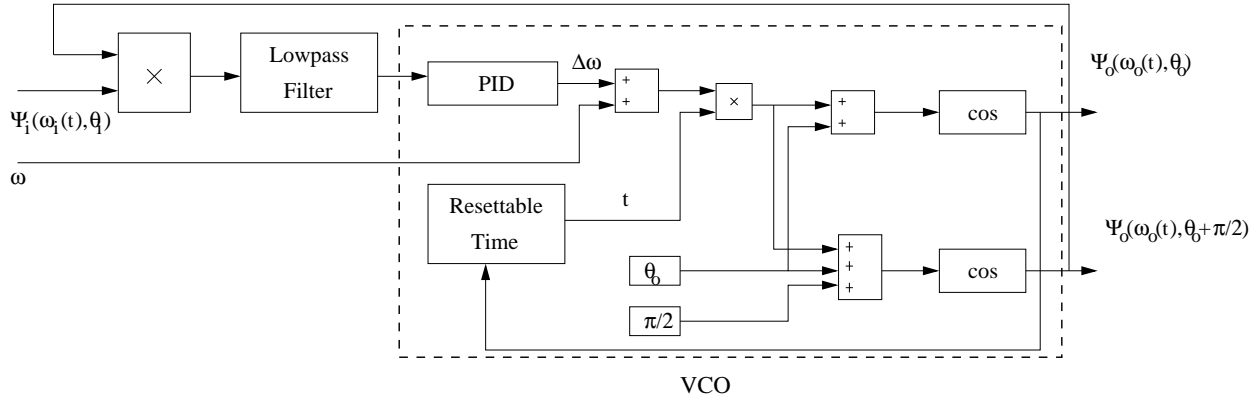 ×
Lowpass
Filter
PID
Δω
+
+
×
+
+
cos
Ψo(ωo(t),θo)
Ψi(ωi(t),θi)
ω
Resettable
Time
t
θo
π/2
+
+
+
cos
Ψo(ωo(t),θo+π/2)
VCO